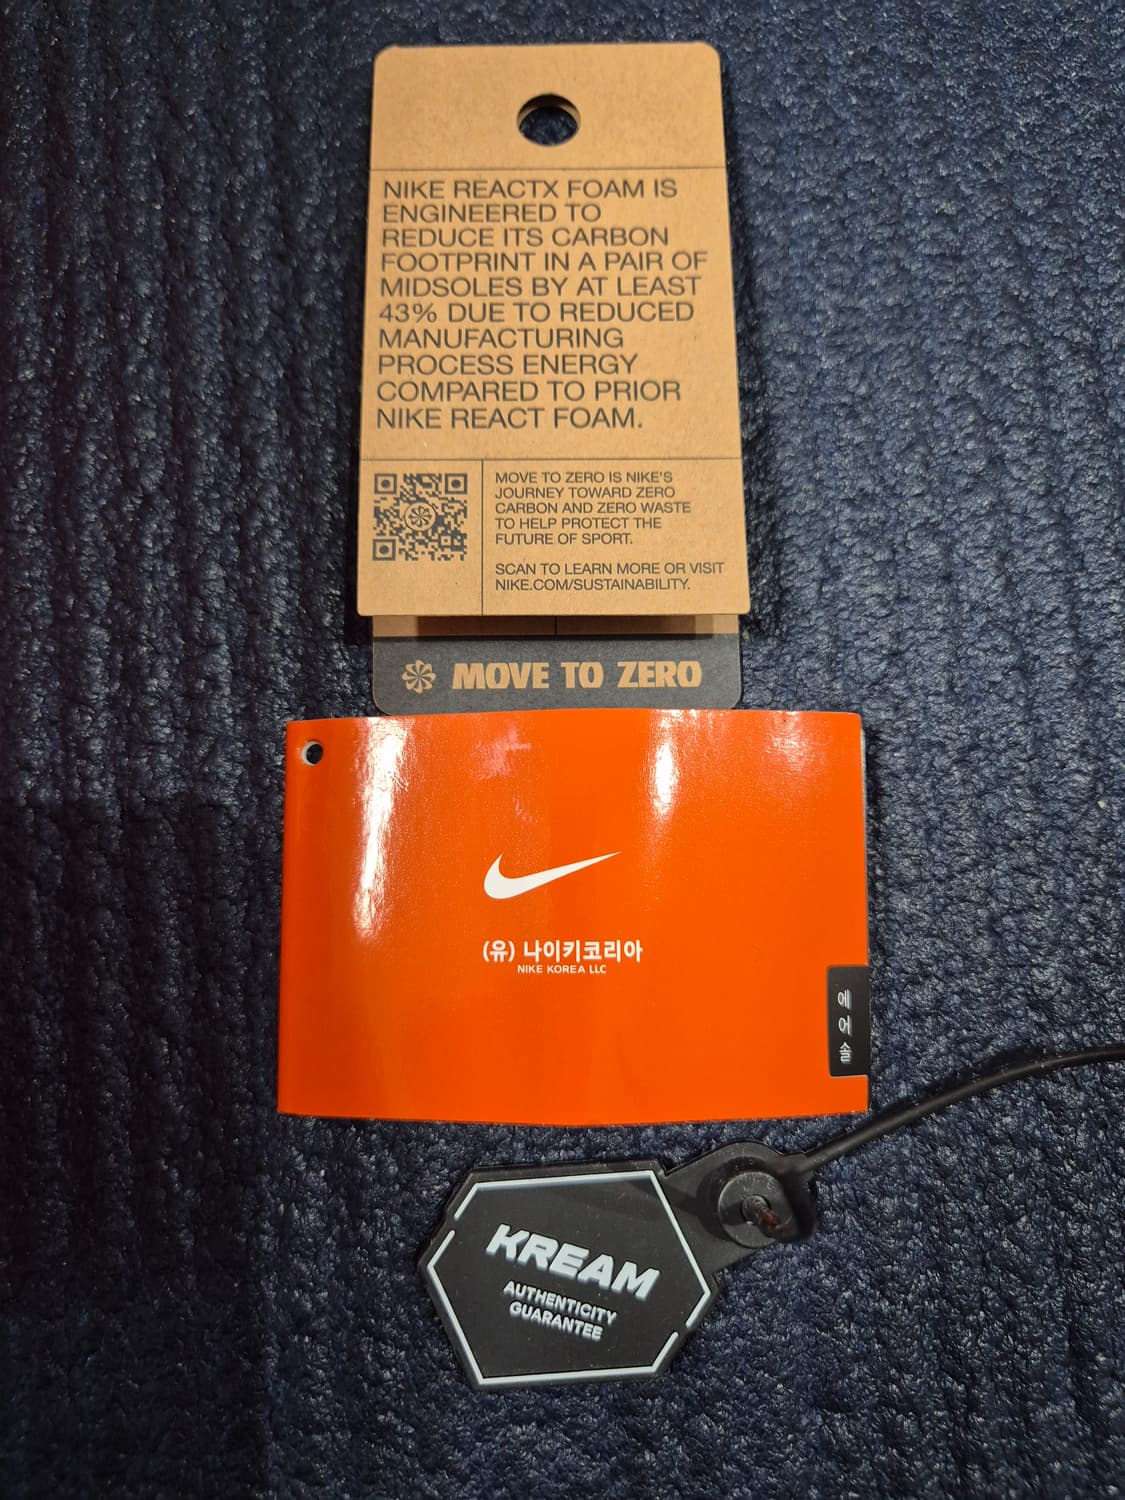 NIKE REACTX FOAM IS
ENGINEERED TO
REDUCE ITS CARBON
FOOTPRINT IN A PAIR OF
MIDSOLES BY AT LEAST
43% DUE TO REDUCED
MANUFACTURING
PROCESS ENERGY
COMPARED TO PRIOR
NIKE REACT FOAM.
MOVE TO ZERO IS NIKE'S
JOURNEY TOWARD ZERO
CARBON AND ZERO WASTE
TO HELP PROTECT THE
FUTURE OF SPORT.
SCAN TO LEARN MORE OR VISIT
NIKE.COM/SUSTAINABILITY.
MOVE TO ZERO
(유) 나이키코리아
NIKE KOREA LLC
에어솔
KREAM
AUTHENTICITY
GUARANTEE